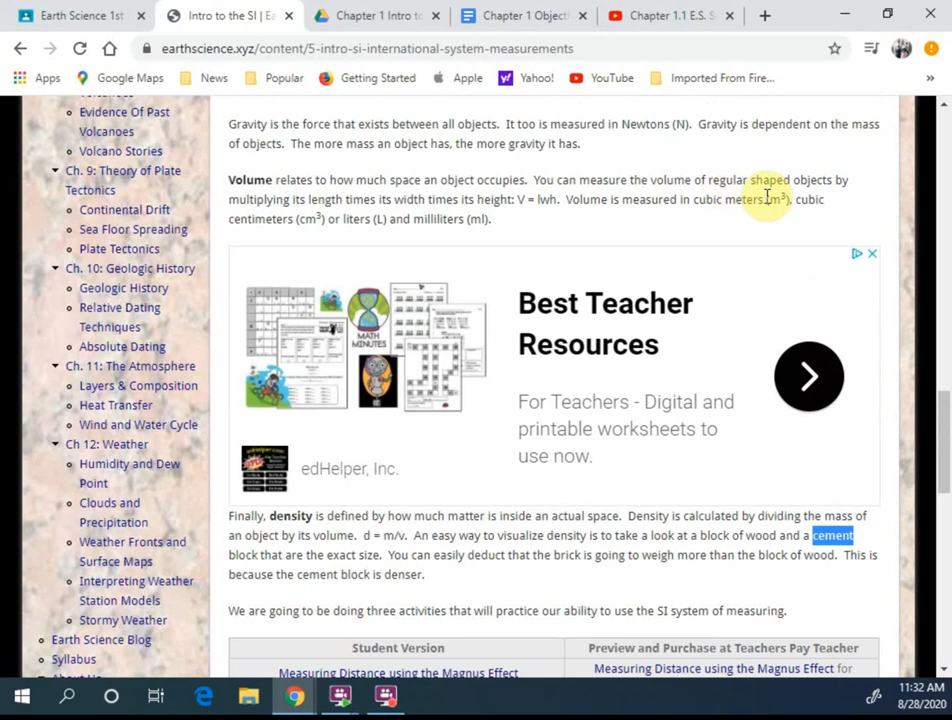 Earth Science 1st
Intro to the SI | Ea
Chapter 1 Intro to
Chapter 1 Objecti
Chapter 1.1 E.S. S
earthscience.xyz/content/5-intro-si-international-system-measurements
Apps
Google Maps
News
Popular
Getting Started
Apple
Yahoo!
YouTube
Imported From Fire...
»
Evidence Of Past
Volcanoes
Volcano Stories
Ch. 9: Theory of Plate
Tectonics
Continental Drift
Sea Floor Spreading
Plate Tectonics
Ch. 10: Geologic History
Geologic History
Relative Dating
Techniques
Absolute Dating
Ch. 11: The Atmosphere
Layers & Composition
Heat Transfer
Wind and Water Cycle
Ch 12: Weather
Humidity and Dew
Point
Clouds and
Precipitation
Weather Fronts and
Surface Maps
Interpreting Weather
Station Models
Stormy Weather
Earth Science Blog
Syllabus
Gravity is the force that exists between all objects.  It too is measured in Newtons (N).  Gravity is dependent on the mass
of objects.  The more mass an object has, the more gravity it has.
Volume relates to how much space an object occupies.  You can measure the volume of regular shaped objects by
multiplying its length times its width times its height: V = lwh.  Volume is measured in cubic meters (m³), cubic
centimeters (cm³) or liters (L) and milliliters (ml).
MATH
MINUTES
Best Teacher
Resources
For Teachers - Digital and
printable worksheets to
use now.
edHelper, Inc.
Finally, density is defined by how much matter is inside an actual space.  Density is calculated by dividing the mass of
an object by its volume.  d = m/v.  An easy way to visualize density is to take a look at a block of wood and a cement
block that are the exact size.  You can easily deduct that the brick is going to weigh more than the block of wood.  This is
because the cement block is denser.
We are going to be doing three activities that will practice our ability to use the SI system of measuring.
Student Version
Preview and Purchase at Teachers Pay Teacher
Measuring Distance using the Magnus Effect
Measuring Distance using the Magnus Effect for
11:32 AM
8/28/2020